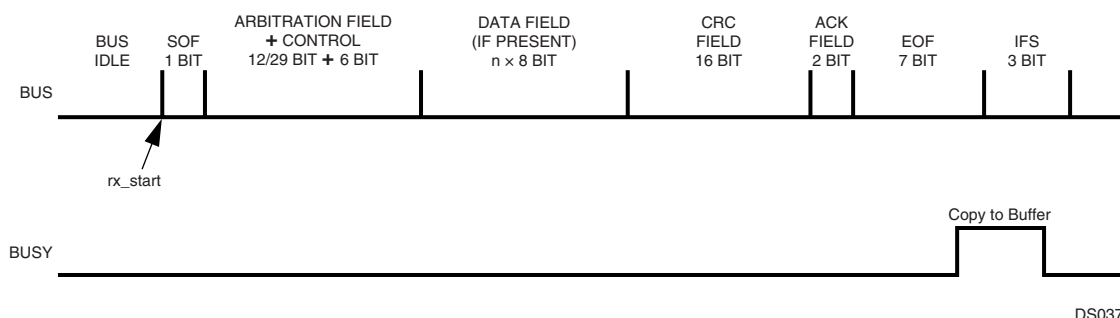 BUS
IDLE
SOF
1 BIT
ARBITRATION FIELD
+ CONTROL
12/29 BIT + 6 BIT
DATA FIELD
(IF PRESENT)
n × 8 BIT
CRC
FIELD
16 BIT
ACK
FIELD
2 BIT
EOF
7 BIT
IFS
3 BIT
BUS
rx_start
Copy to Buffer
BUSY
DS037